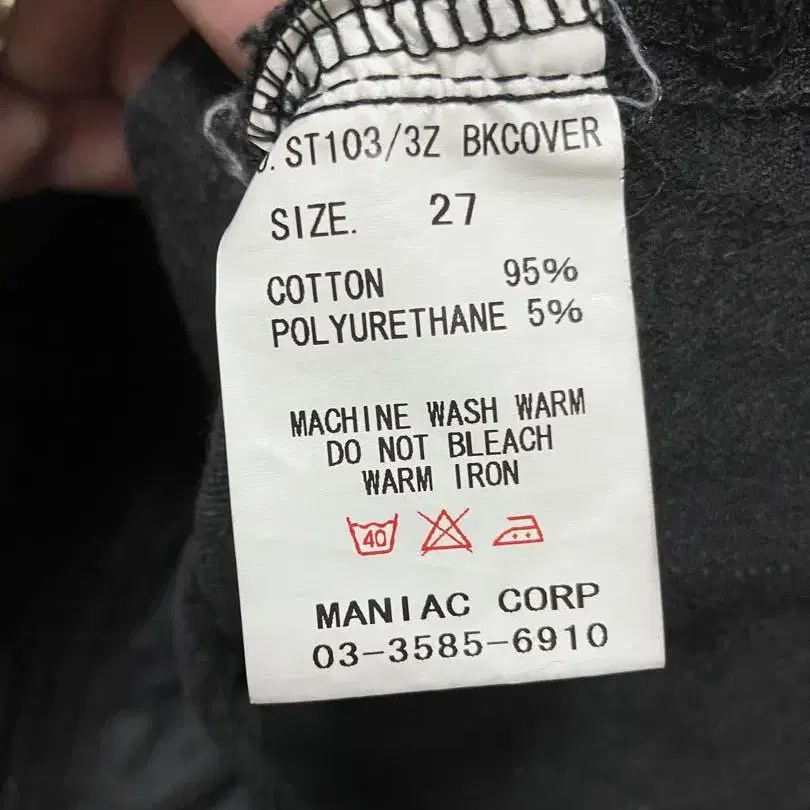 . ST103/3Z BKCOVER
SIZE. 27
COTTON 95%
POLYURETHANE 5%
MACHINE WASH WARM
DO NOT BLEACH
WARM IRON
40
MANIAC CORP
03-3585-6910